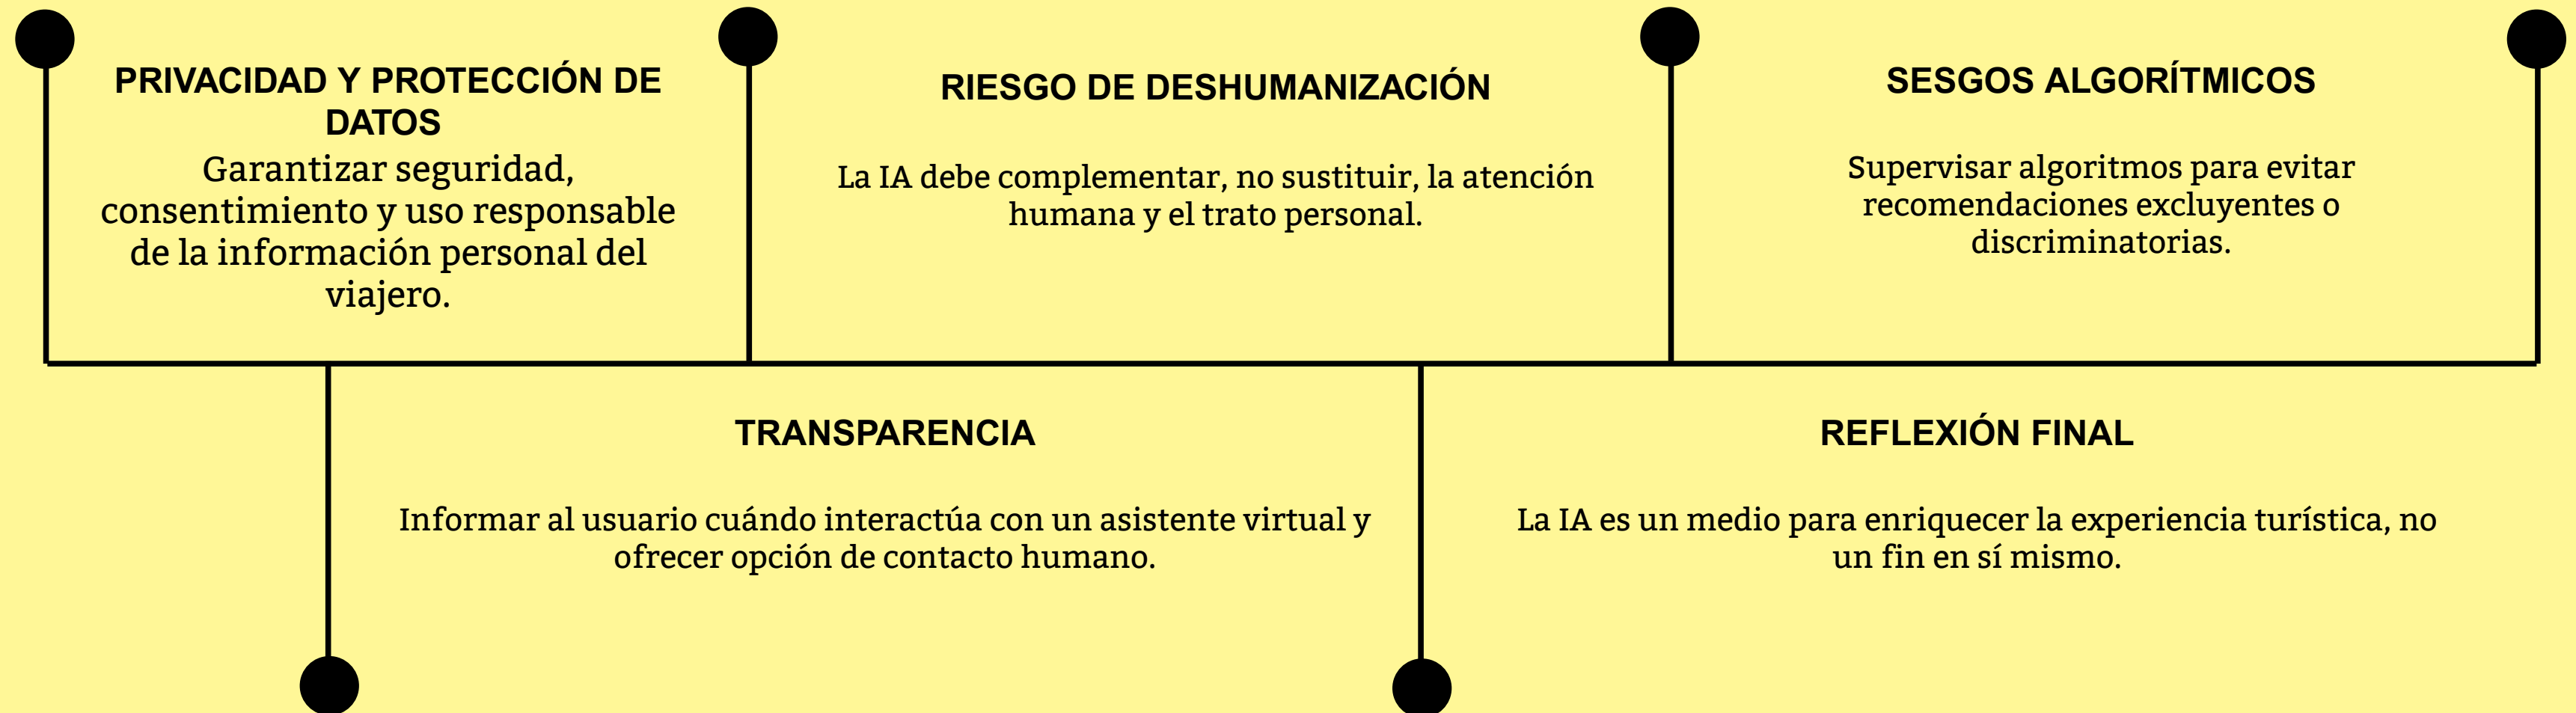 PRIVACIDAD Y PROTECCIÓN DE
DATOS
Garantizar seguridad,
consentimiento y uso responsable
de la información personal del
viajero.
RIESGO DE DESHUMANIZACIÓN
La IA debe complementar, no sustituir, la atención
humana y el trato personal.
SESGOS ALGORÍTMICOS
Supervisar algoritmos para evitar
recomendaciones excluyentes o
discriminatorias.
TRANSPARENCIA
Informar al usuario cuándo interactúa con un asistente virtual y
ofrecer opción de contacto humano.
REFLEXIÓN FINAL
La IA es un medio para enriquecer la experiencia turística, no
un fin en sí mismo.